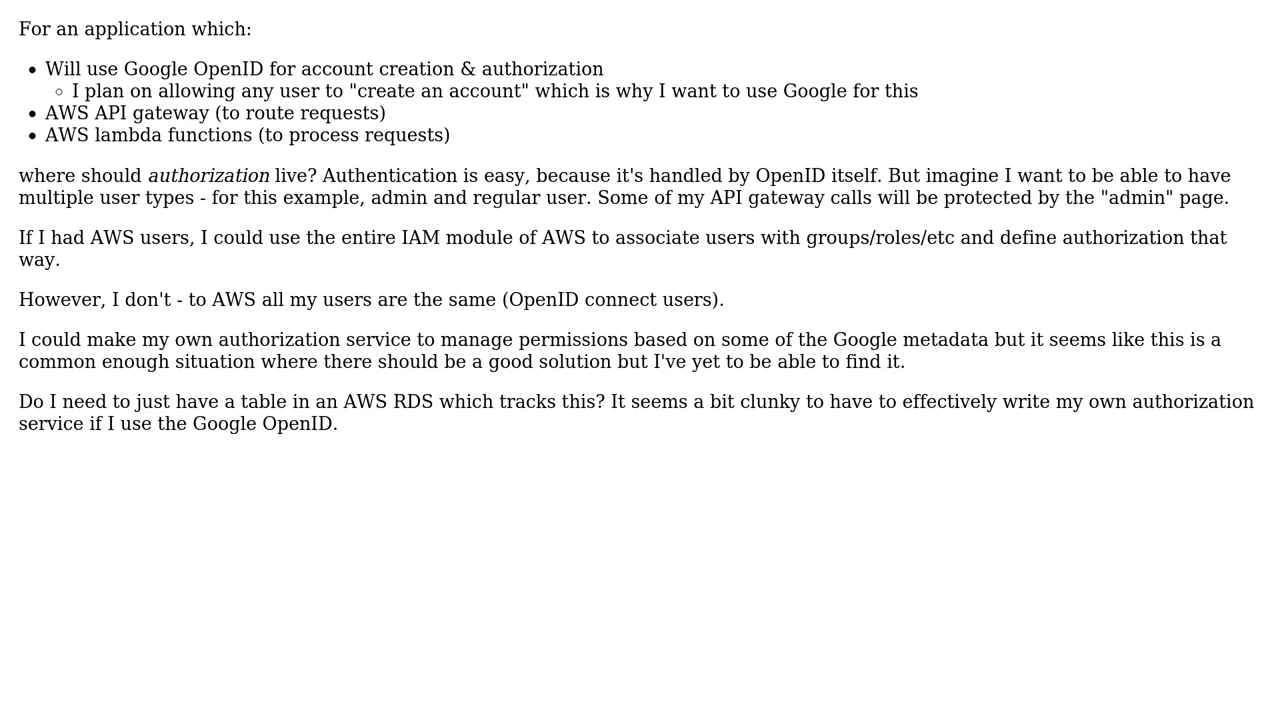 For an application which:
Will use Google OpenID for account creation & authorization
I plan on allowing any user to "create an account" which is why I want to use Google for this
AWS API gateway (to route requests)
AWS lambda functions (to process requests)
where should authorization live? Authentication is easy, because it's handled by OpenID itself. But imagine I want to be able to have
multiple user types - for this example, admin and regular user. Some of my API gateway calls will be protected by the "admin" page.
If I had AWS users, I could use the entire IAM module of AWS to associate users with groups/roles/etc and define authorization that
way.
However, I don't - to AWS all my users are the same (OpenID connect users).
I could make my own authorization service to manage permissions based on some of the Google metadata but it seems like this is a
common enough situation where there should be a good solution but I've yet to be able to find it.
Do I need to just have a table in an AWS RDS which tracks this? It seems a bit clunky to have to effectively write my own authorization
service if I use the Google OpenID.